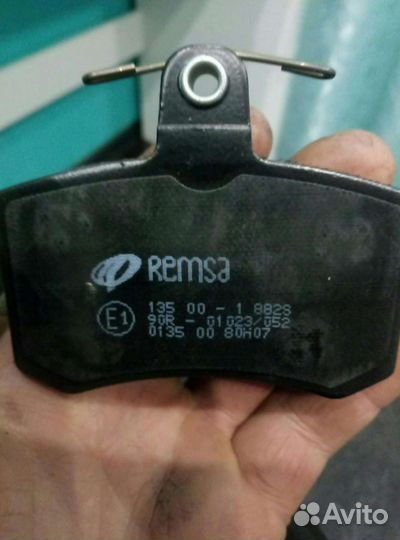 Remsa
135 00 - 1 882S
E1
90R - 01023/052
0135 00 80H07
Avito